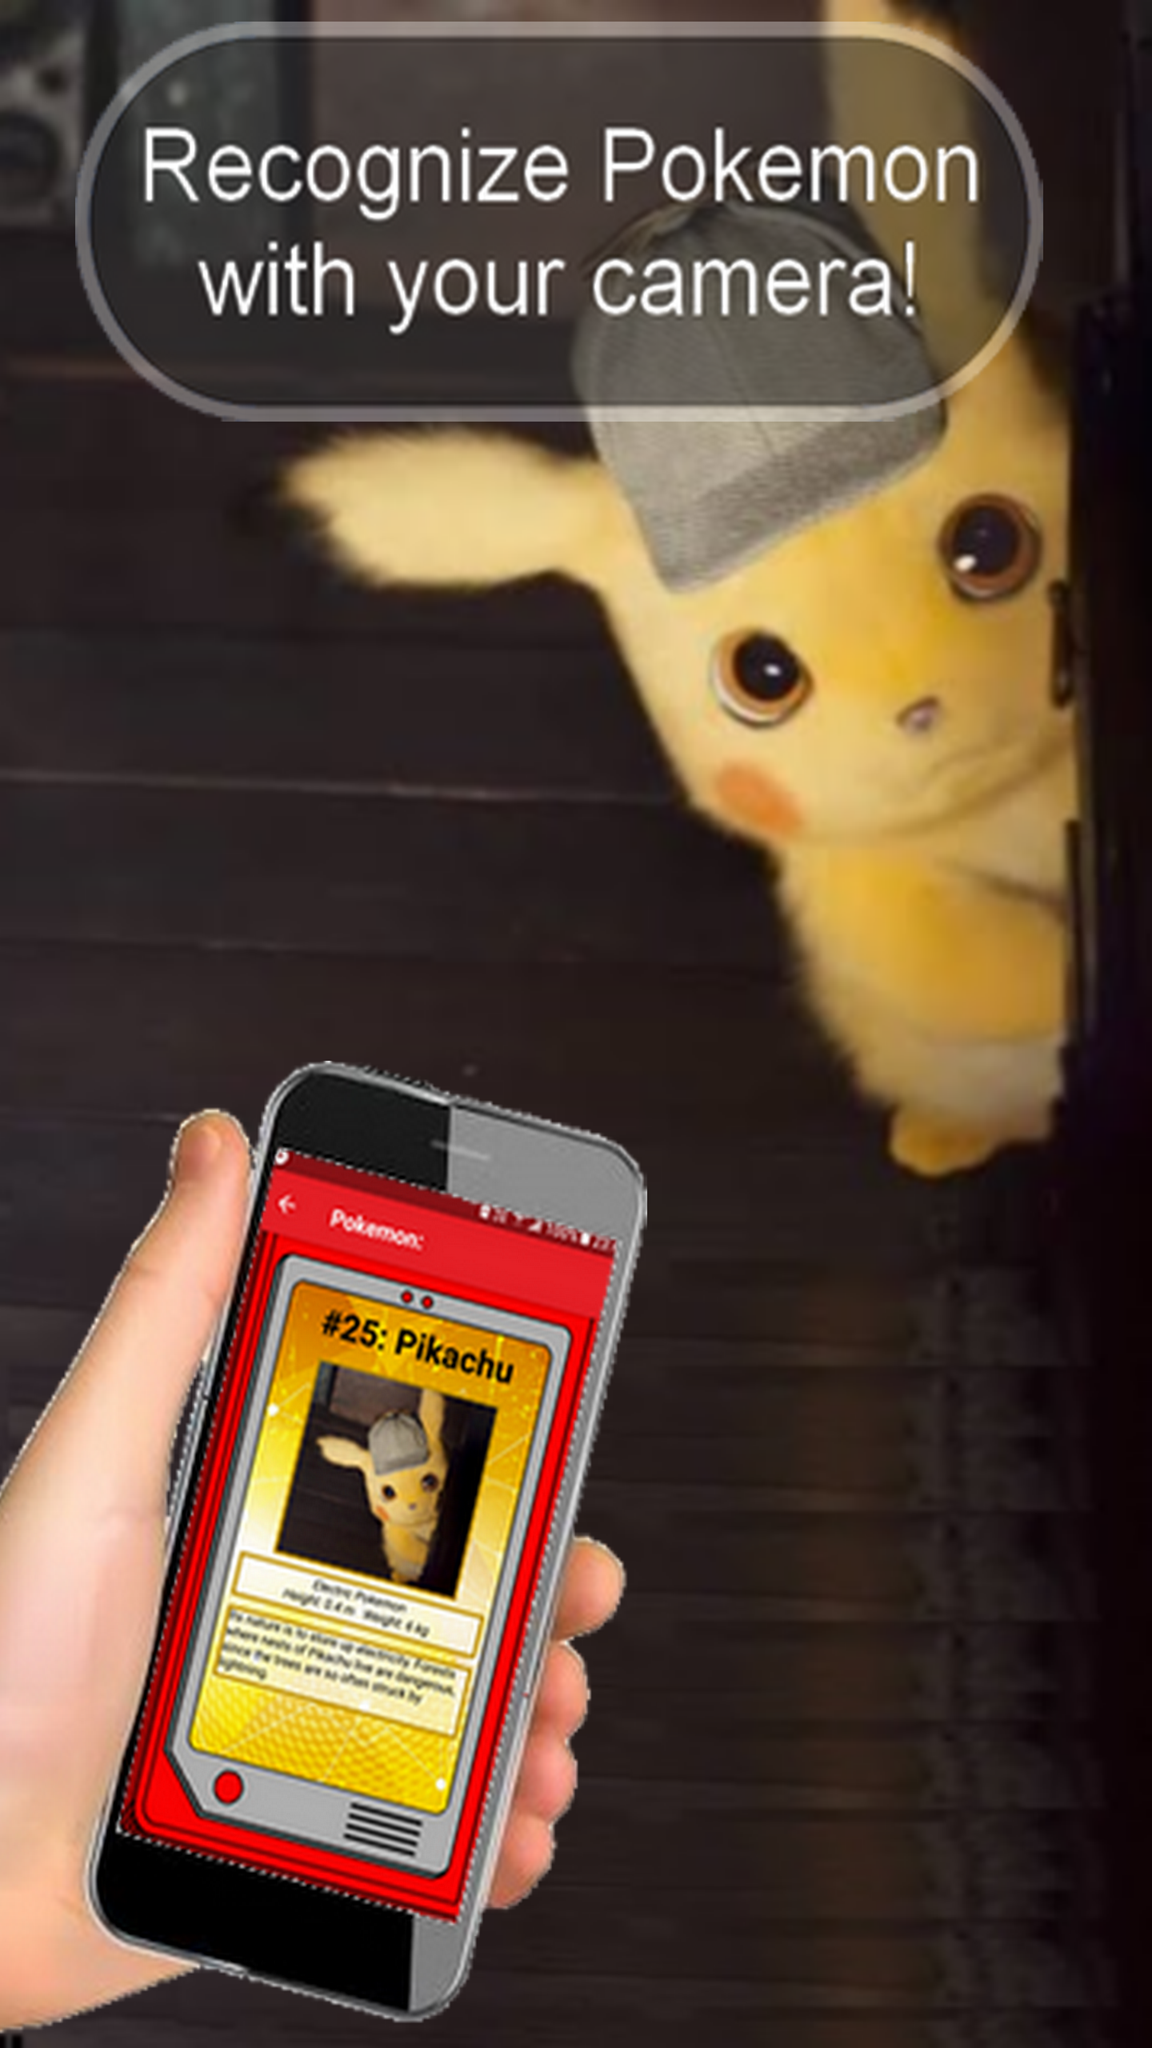 Recognize Pokemon
with your camera!
Pokemon:
#25: Pikachu
Electric Pokemon
Height: 0.4 m Weight: 6 kg
Its nature is to store up electricity. Forests
where nests of Pikachu live are dangerous,
since the trees are so often struck by
lightning.